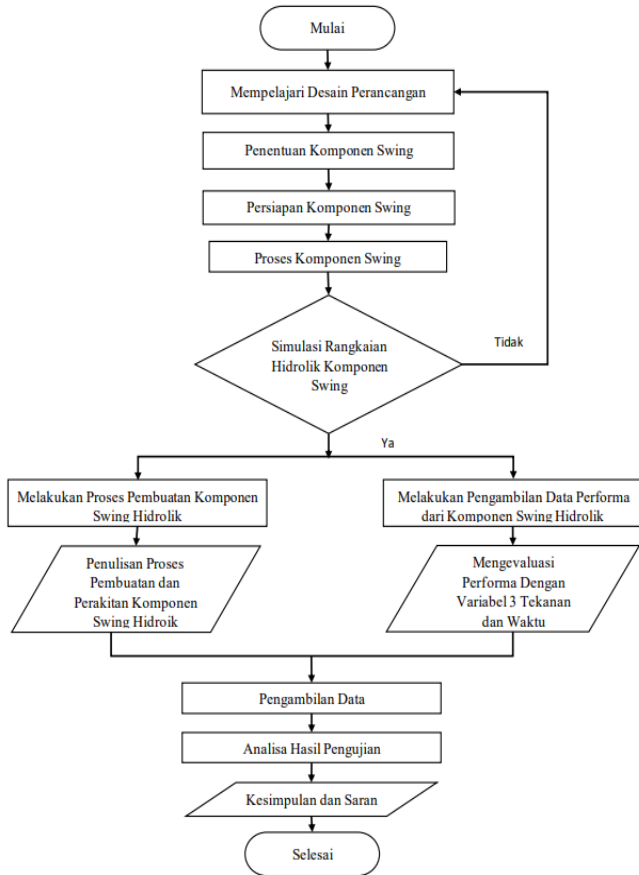 Mulai
Mempelajari Desain Perancangan
Penentuan Komponen Swing
Persiapan Komponen Swing
Proses Komponen Swing
Simulasi Rangkaian
Hidrolik Komponen
Swing
Tidak
Ya
Melakukan Proses Pembuatan Komponen
Swing Hidrolik
Melakukan Pengambilan Data Performa
dari Komponen Swing Hidrolik
Penulisan Proses
Pembuatan dan
Perakitan Komponen
Swing Hidroik
Mengevaluasi
Performa Dengan
Variabel 3 Tekanan
dan Waktu
Pengambilan Data
Analisa Hasil Pengujian
Kesimpulan dan Saran
Selesai